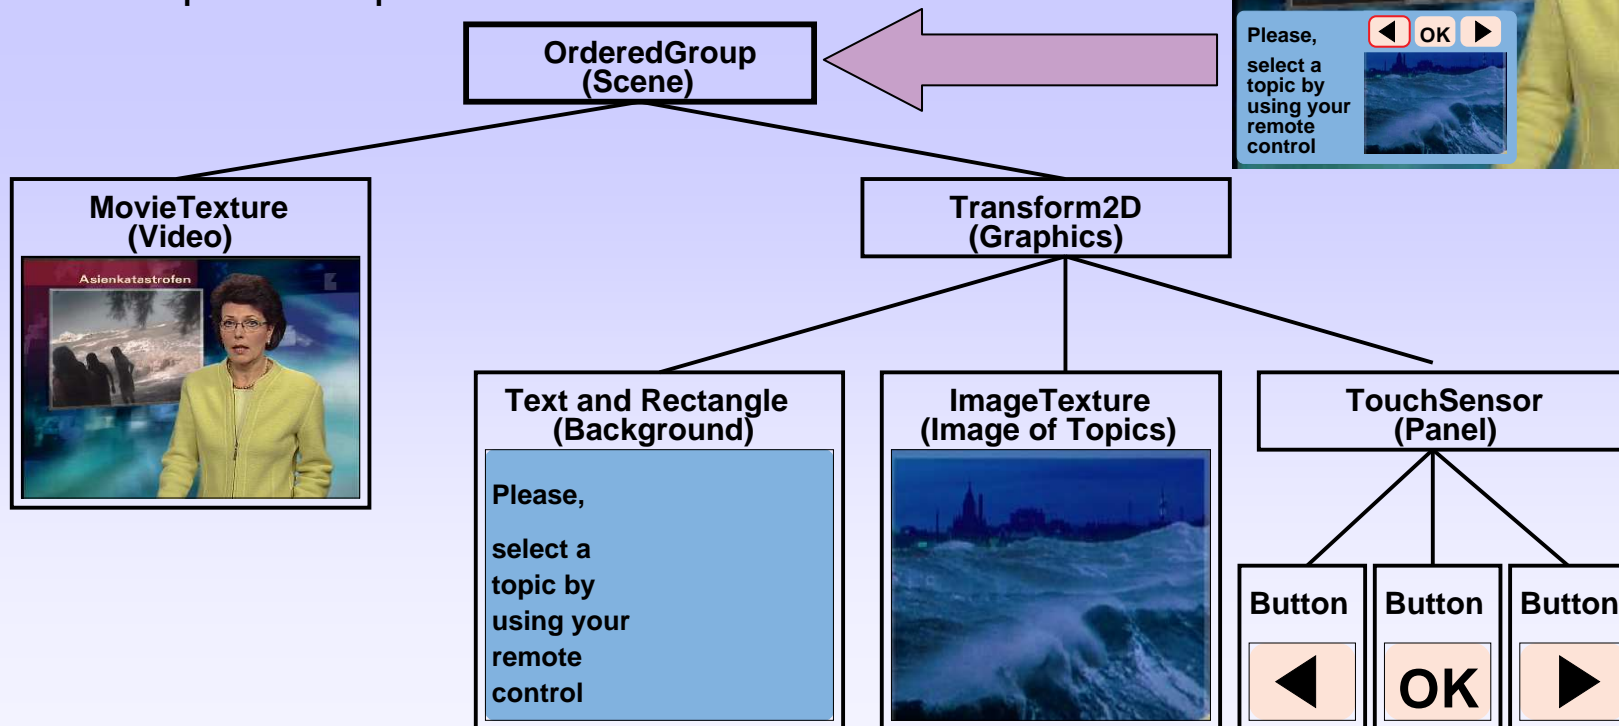 OrderedGroup
(Scene)
Please,
OK
select a
topic by
using your
remote
control
MovieTexture
(Video)
Asienkatastrofen
Transform2D
(Graphics)
Text and Rectangle
(Background)
Please,
select a
topic by
using your
remote
control
ImageTexture
(Image of Topics)
TouchSensor
(Panel)
Button
Button
OK
Button